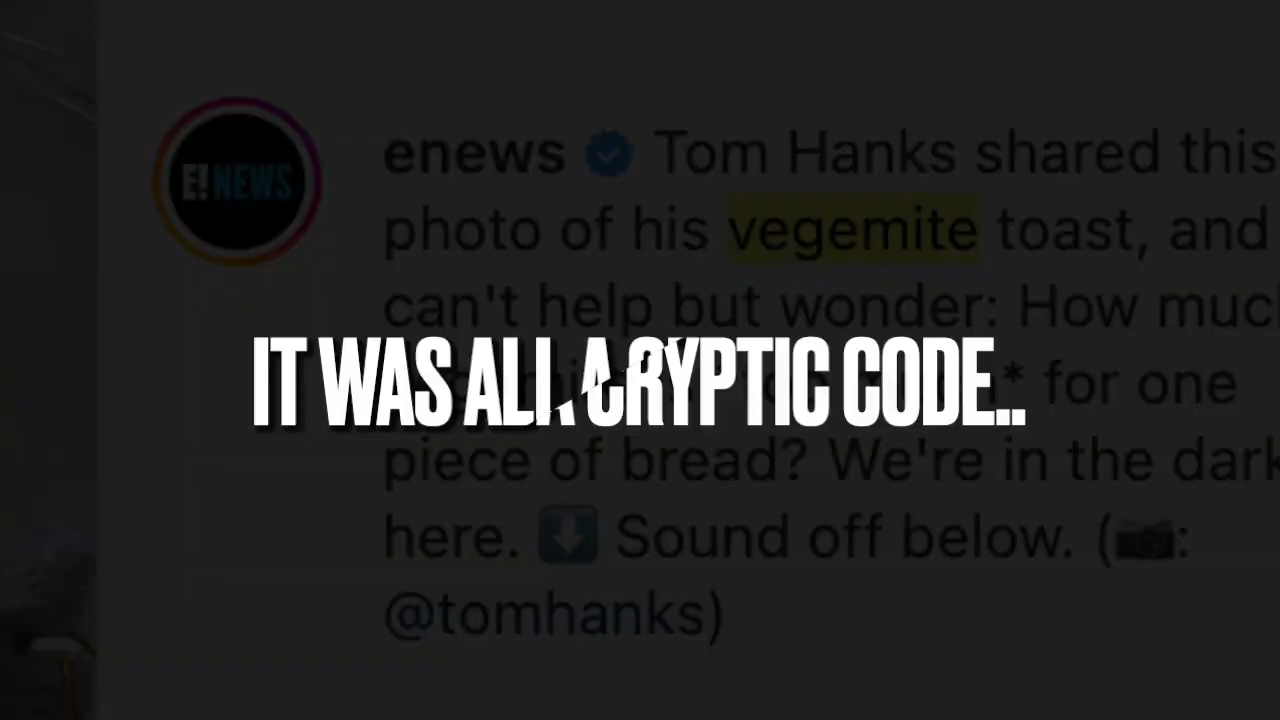 E! NEWS
enews Tom Hanks shared this
photo of his vegemite toast, and
can't help but wonder: How muc
IT WAS ALL A CRYPTIC CODE..
* for one
piece of bread? We're in the dark
here. ⬇️ Sound off below. (📷:
@tomhanks)